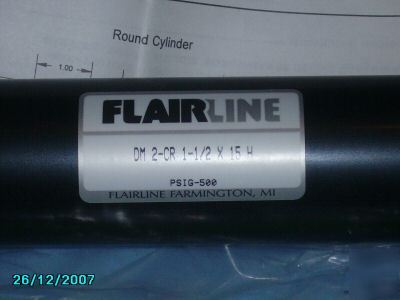 Round Cylinder
1.00
FLAIRLINE
DM 2-CR 1-1/2 X 15 H
PSIG-500
FLAIRLINE FARMINGTON, MI
26/12/2007